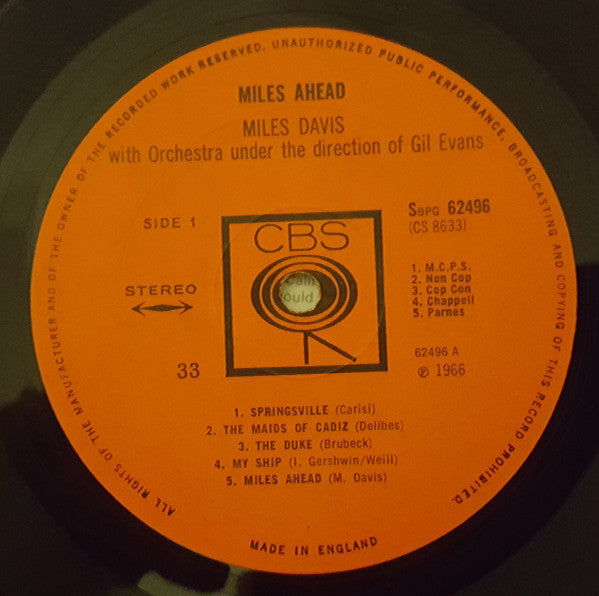 ALL RIGHTS OF THE MANUFACTURER AND OF THE OWNER OF THE RECORDED WORK RESERVED. UNAUTHORIZED PUBLIC PERFORMANCE, BROADCASTING AND COPYING OF THIS RECORD PROHIBITED.
MILES AHEAD
MILES DAVIS
with Orchestra under the direction of Gil Evans
SIDE 1
SBPG 62496
(CS 8633)
CBS
STEREO
1. M.C.P.S.
2. Non Cop
3. Cop Con
4. Chappell
5. Parnes
33
62496 A
℗ 1966
1. SPRINGSVILLE (Carisi)
2. THE MAIDS OF CADIZ (Delibes)
3. THE DUKE (Brubeck)
4. MY SHIP (I. Gershwin/Weill)
5. MILES AHEAD (M. Davis)
MADE IN ENGLAND